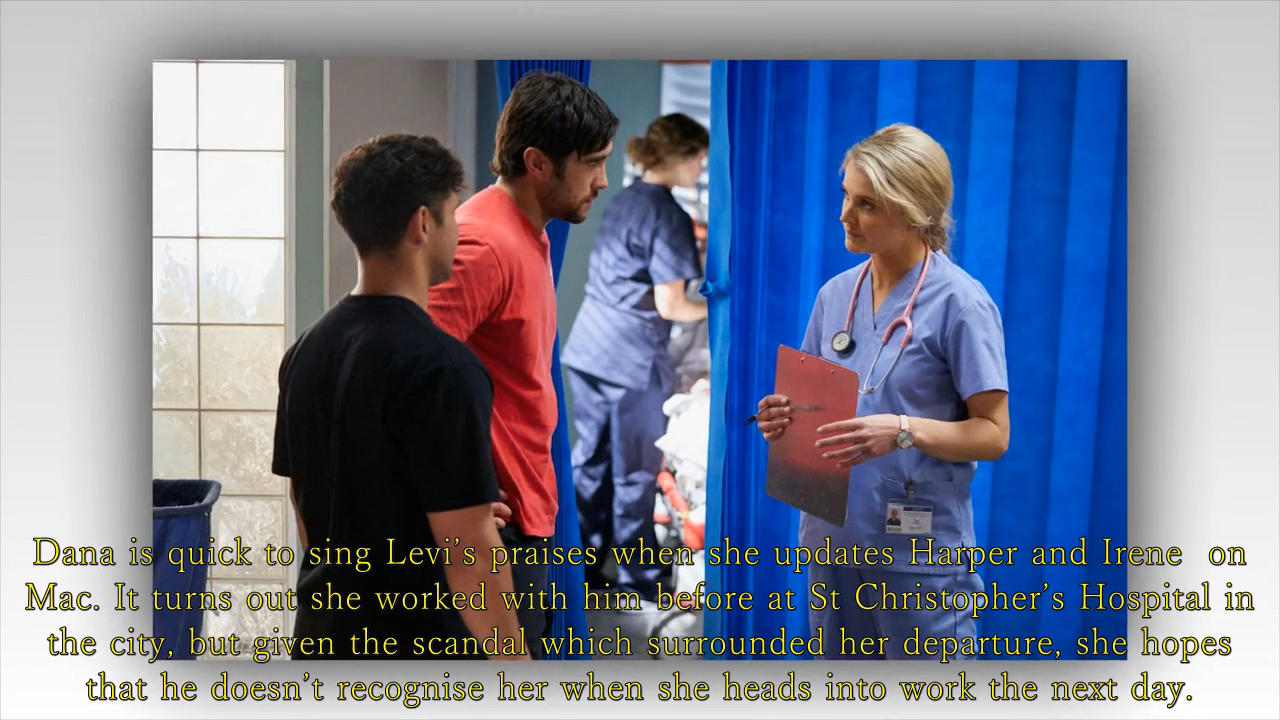 Dana is quick to sing Levi’s praises when she updates Harper and Irene  on
Mac. It turns out she worked with him before at St Christopher’s Hospital in
the city, but given the scandal which surrounded her departure, she hopes
that he doesn’t recognise her when she heads into work the next day.